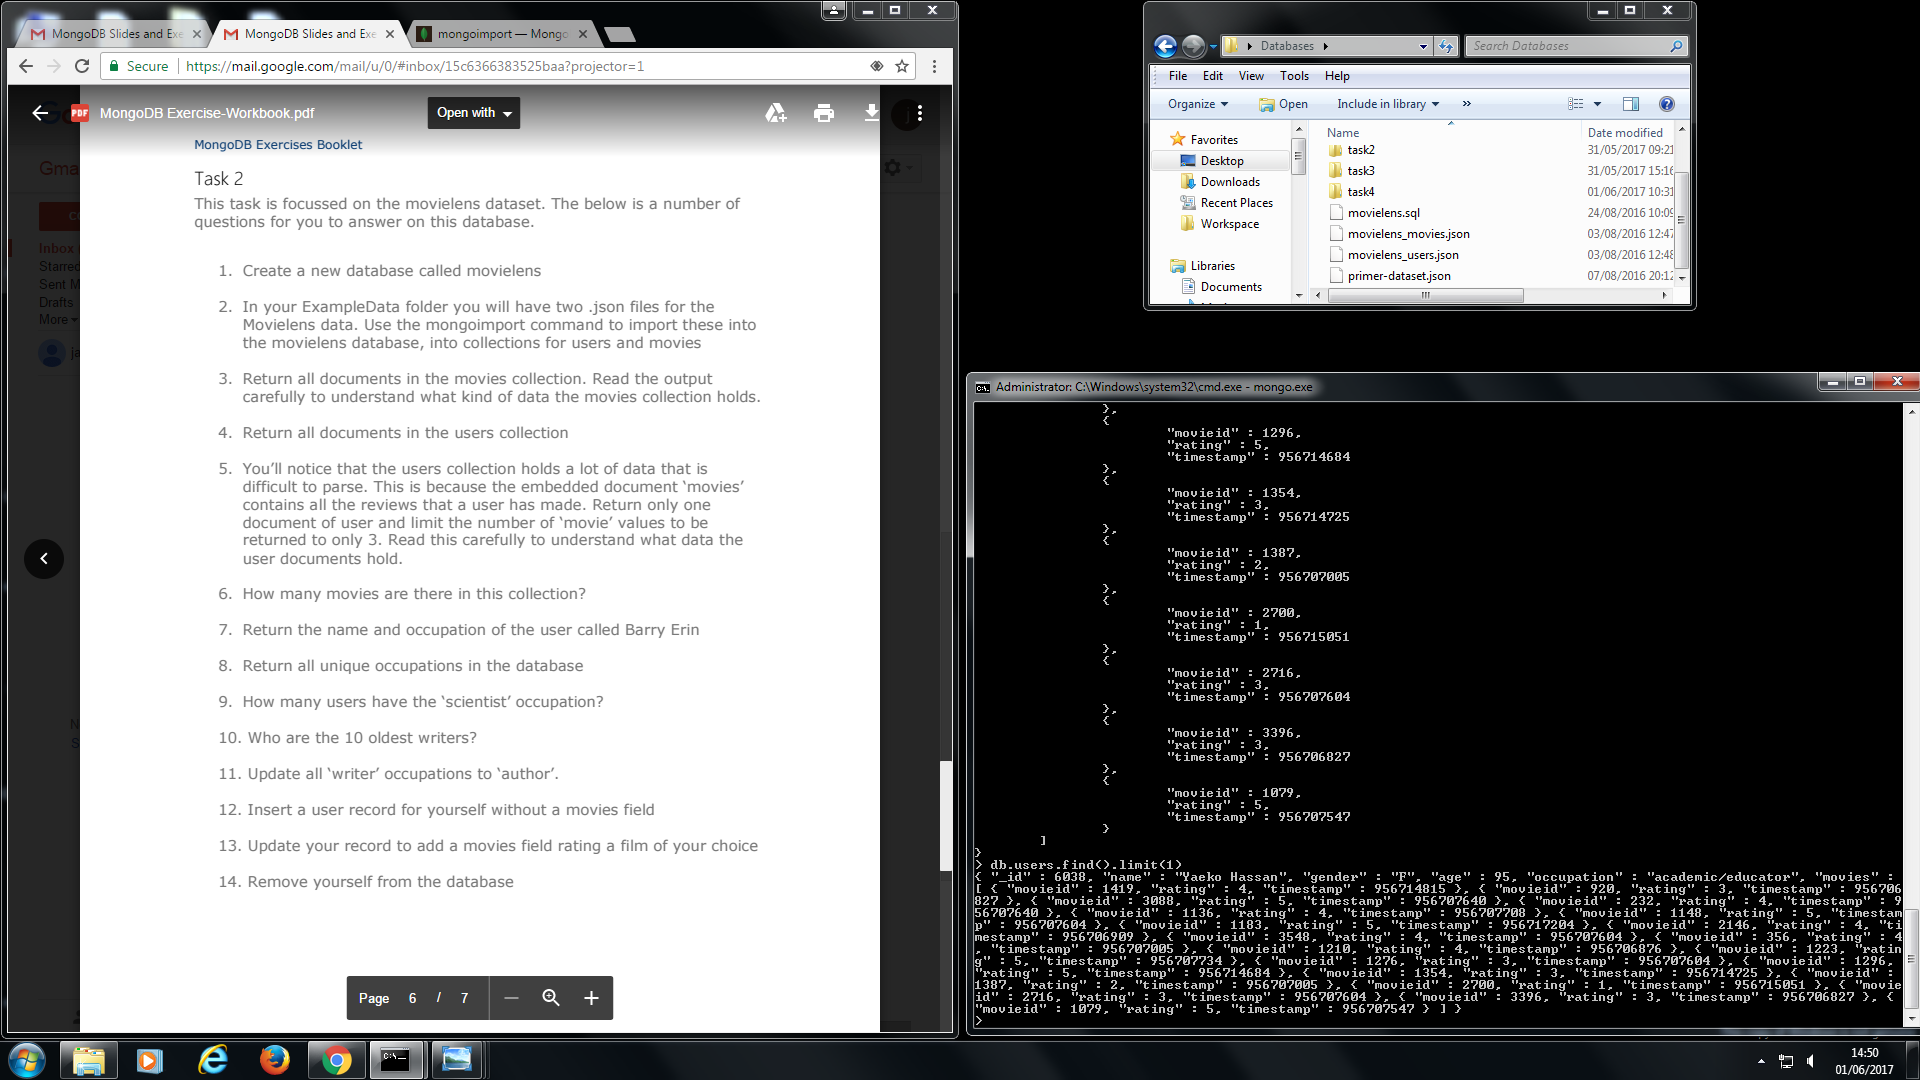 MongoDB Slides and Exe
MongoDB Slides and Exe
mongoimport — Mongo
Secure
https://mail.google.com/mail/u/0/#inbox/15c6366383525baa?projector=1
PDF
MongoDB Exercise-Workbook.pdf
Open with
j
Gma
Inbox
Starred
Sent M
Drafts
More
MongoDB Exercises Booklet
Task 2
This task is focussed on the movielens dataset. The below is a number of
questions for you to answer on this database.
1. Create a new database called movielens
2. In your ExampleData folder you will have two .json files for the
Movielens data. Use the mongoimport command to import these into
the movielens database, into collections for users and movies
3. Return all documents in the movies collection. Read the output
carefully to understand what kind of data the movies collection holds.
4. Return all documents in the users collection
5. You'll notice that the users collection holds a lot of data that is
difficult to parse. This is because the embedded document ‘movies’
contains all the reviews that a user has made. Return only one
document of user and limit the number of ‘movie’ values to be
returned to only 3. Read this carefully to understand what data the
user documents hold.
6. How many movies are there in this collection?
7. Return the name and occupation of the user called Barry Erin
8. Return all unique occupations in the database
9. How many users have the ‘scientist’ occupation?
10. Who are the 10 oldest writers?
11. Update all ‘writer’ occupations to ‘author’.
12. Insert a user record for yourself without a movies field
13. Update your record to add a movies field rating a film of your choice
14. Remove yourself from the database
Page 6 / 7
Databases
Search Databases
File Edit View Tools Help
Organize Open Include in library »
Favorites
Desktop
Downloads
Recent Places
Workspace
Libraries
Documents
Name Date modified
task2 31/05/2017 09:21
task3 31/05/2017 15:16
task4 01/06/2017 10:31
movielens.sql 24/08/2016 10:09
movielens_movies.json 03/08/2016 12:47
movielens_users.json 03/08/2016 12:48
primer-dataset.json 07/08/2016 20:12
Administrator: C:\Windows\system32\cmd.exe - mongo.exe
},
{
"movieid" : 1296,
"rating" : 5,
"timestamp" : 956714684
},
{
"movieid" : 1354,
"rating" : 3,
"timestamp" : 956714725
},
{
"movieid" : 1387,
"rating" : 2,
"timestamp" : 956707005
},
{
"movieid" : 2700,
"rating" : 1,
"timestamp" : 956715051
},
{
"movieid" : 2716,
"rating" : 3,
"timestamp" : 956707604
},
{
"movieid" : 3396,
"rating" : 3,
"timestamp" : 956706827
},
{
"movieid" : 1079,
"rating" : 5,
"timestamp" : 956707547
}
]
}
> db.users.find().limit(1)
{ "_id" : 6038, "name" : "Yaeko Hassan", "gender" : "F", "age" : 95, "occupation" : "academic/educator", "movies" :
[ { "movieid" : 1419, "rating" : 4, "timestamp" : 956714815 }, { "movieid" : 920, "rating" : 3, "timestamp" : 956706
827 }, { "movieid" : 3088, "rating" : 5, "timestamp" : 956707640 }, { "movieid" : 232, "rating" : 4, "timestamp" : 9
56707640 }, { "movieid" : 1136, "rating" : 4, "timestamp" : 956707708 }, { "movieid" : 1148, "rating" : 5, "timestam
p" : 956707604 }, { "movieid" : 1183, "rating" : 5, "timestamp" : 956717204 }, { "movieid" : 2146, "rating" : 4, "ti
mestamp" : 956706909 }, { "movieid" : 3548, "rating" : 4, "timestamp" : 956707604 }, { "movieid" : 356, "rating" : 4
, "timestamp" : 956707005 }, { "movieid" : 1210, "rating" : 4, "timestamp" : 956706876 }, { "movieid" : 1223, "ratin
g" : 5, "timestamp" : 956707734 }, { "movieid" : 1276, "rating" : 3, "timestamp" : 956707604 }, { "movieid" : 1296,
"rating" : 5, "timestamp" : 956714684 }, { "movieid" : 1354, "rating" : 3, "timestamp" : 956714725 }, { "movieid" :
1387, "rating" : 2, "timestamp" : 956707005 }, { "movieid" : 2700, "rating" : 1, "timestamp" : 956715051 }, { "movie
id" : 2716, "rating" : 3, "timestamp" : 956707604 }, { "movieid" : 3396, "rating" : 3, "timestamp" : 956706827 }, {
"movieid" : 1079, "rating" : 5, "timestamp" : 956707547 } ] }
>
14:50
01/06/2017